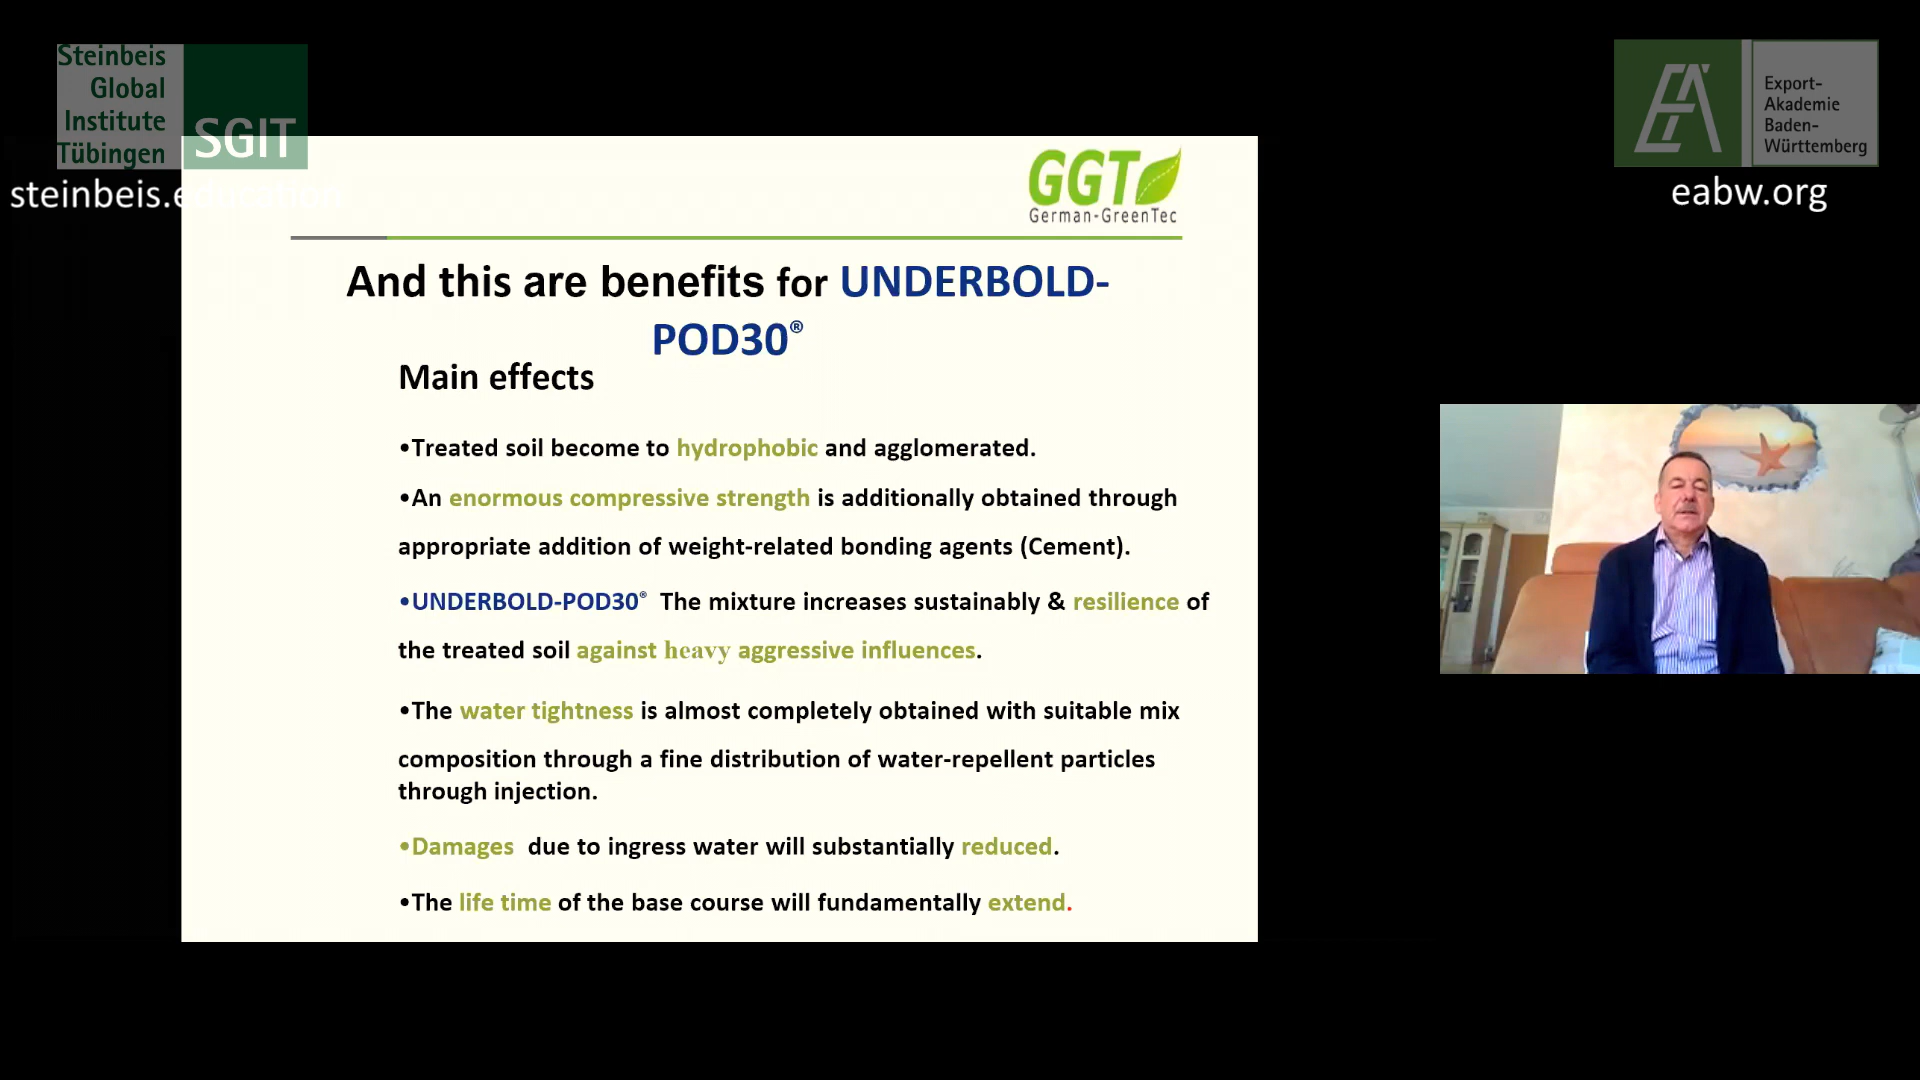 Steinbeis
Global
Institute
Tübingen
SGIT
steinbeis.education
Export-
Akademie
Baden-
Württemberg
eabw.org
GGT
German-GreenTec
And this are benefits for UNDERBOLD-
POD30®
Main effects
•Treated soil become to hydrophobic and agglomerated.
•An enormous compressive strength is additionally obtained through
appropriate addition of weight-related bonding agents (Cement).
•UNDERBOLD-POD30® The mixture increases sustainably & resilience of
the treated soil against heavy aggressive influences.
•The water tightness is almost completely obtained with suitable mix
composition through a fine distribution of water-repellent particles
through injection.
•Damages due to ingress water will substantially reduced.
•The life time of the base course will fundamentally extend.